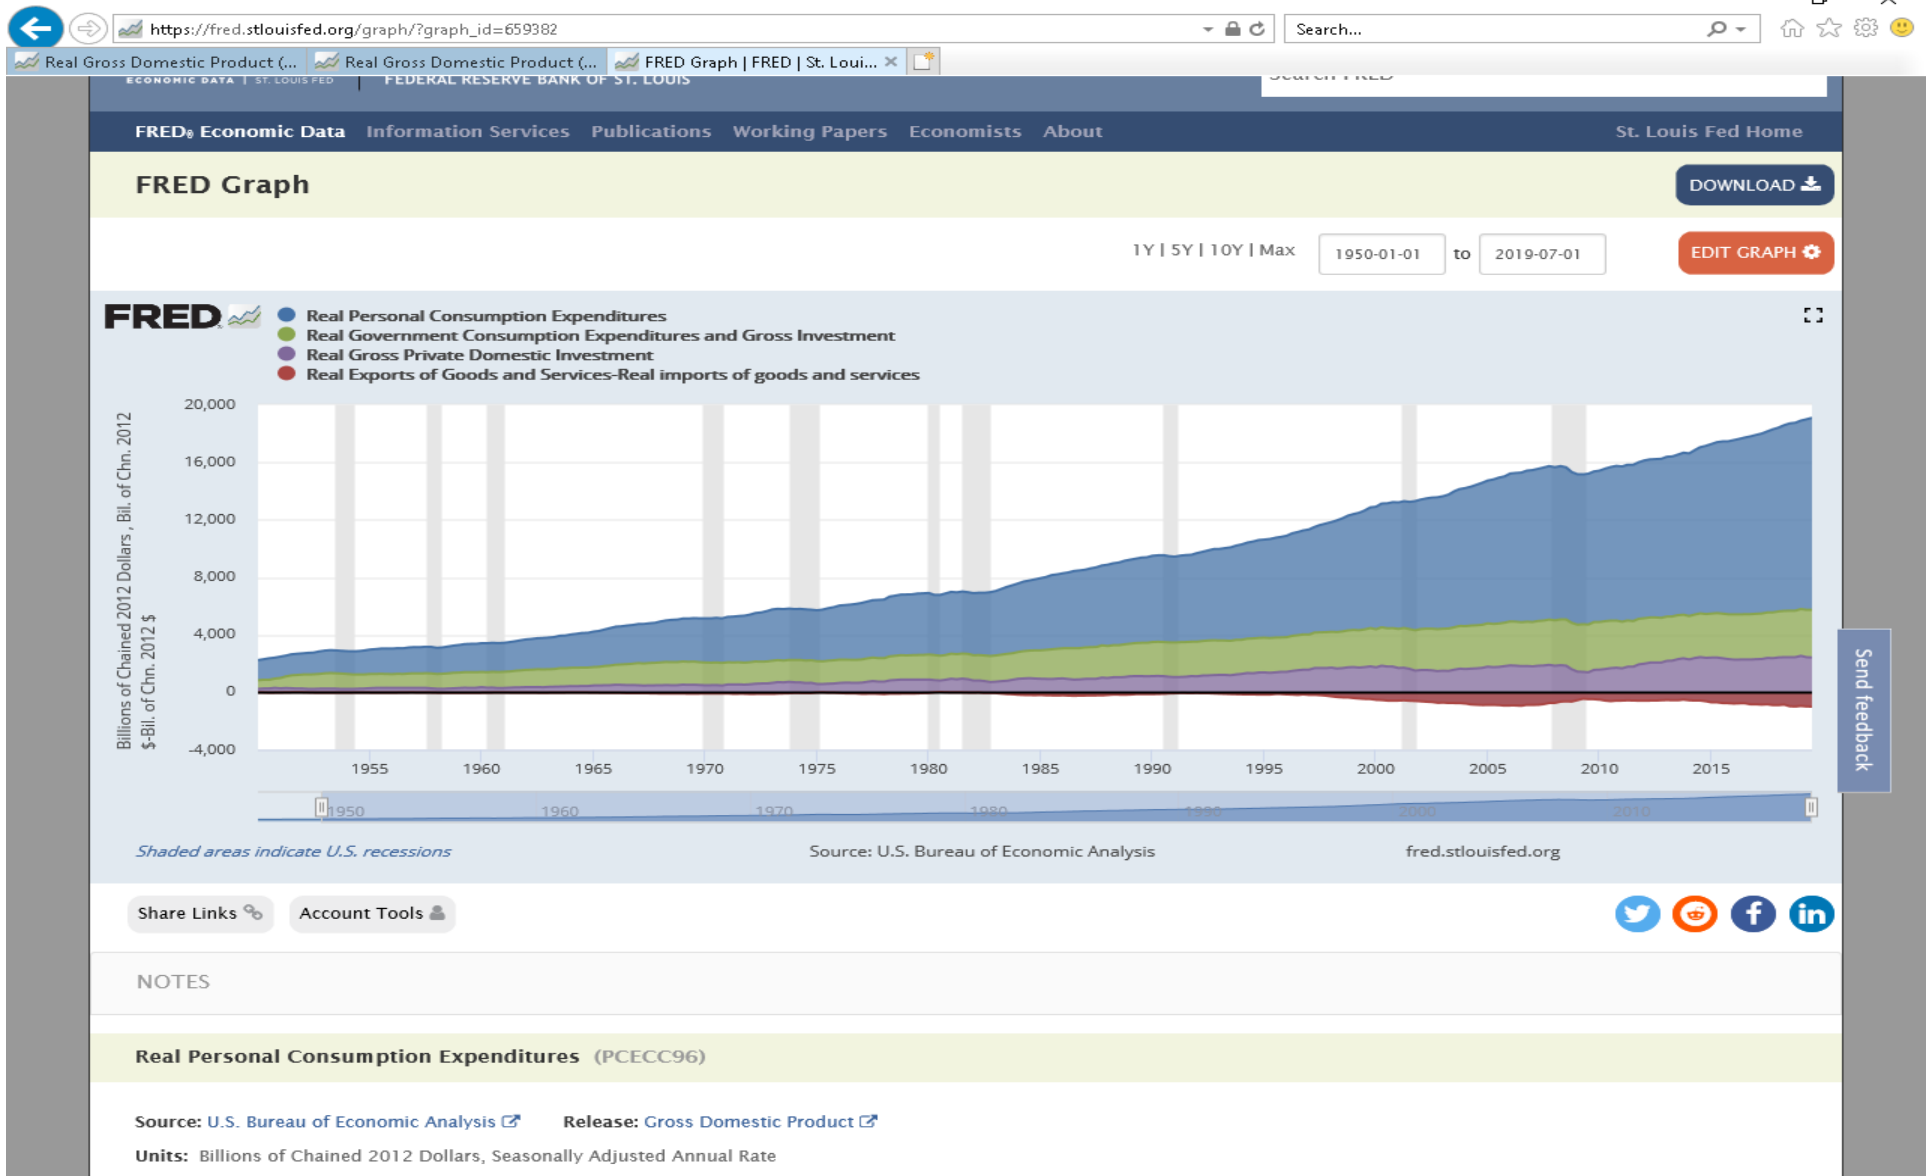 https://fred.stlouisfed.org/graph/?graph_id=659382
Search...
Real Gross Domestic Product (...
Real Gross Domestic Product (...
FRED Graph | FRED | St. Loui...
ECONOMIC DATA | ST. LOUIS FED
FEDERAL RESERVE BANK OF ST. LOUIS
Search FRED
FRED® Economic Data Information Services Publications Working Papers Economists About St. Louis Fed Home
FRED Graph
DOWNLOAD
1Y | 5Y | 10Y | Max 1950-01-01 to 2019-07-01
EDIT GRAPH
FRED
Real Personal Consumption Expenditures
Real Government Consumption Expenditures and Gross Investment
Real Gross Private Domestic Investment
Real Exports of Goods and Services-Real imports of goods and services
Billions of Chained 2012 Dollars , Bil. of Chn. 2012
$-Bil. of Chn. 2012 $
20,000
16,000
12,000
8,000
4,000
0
-4,000
1955 1960 1965 1970 1975 1980 1985 1990 1995 2000 2005 2010 2015
1950 1960 1970 1980 1990 2000 2010
Shaded areas indicate U.S. recessions
Source: U.S. Bureau of Economic Analysis
fred.stlouisfed.org
Send feedback
Share Links
Account Tools
NOTES
Real Personal Consumption Expenditures (PCECC96)
Source: U.S. Bureau of Economic Analysis Release: Gross Domestic Product
Units: Billions of Chained 2012 Dollars, Seasonally Adjusted Annual Rate